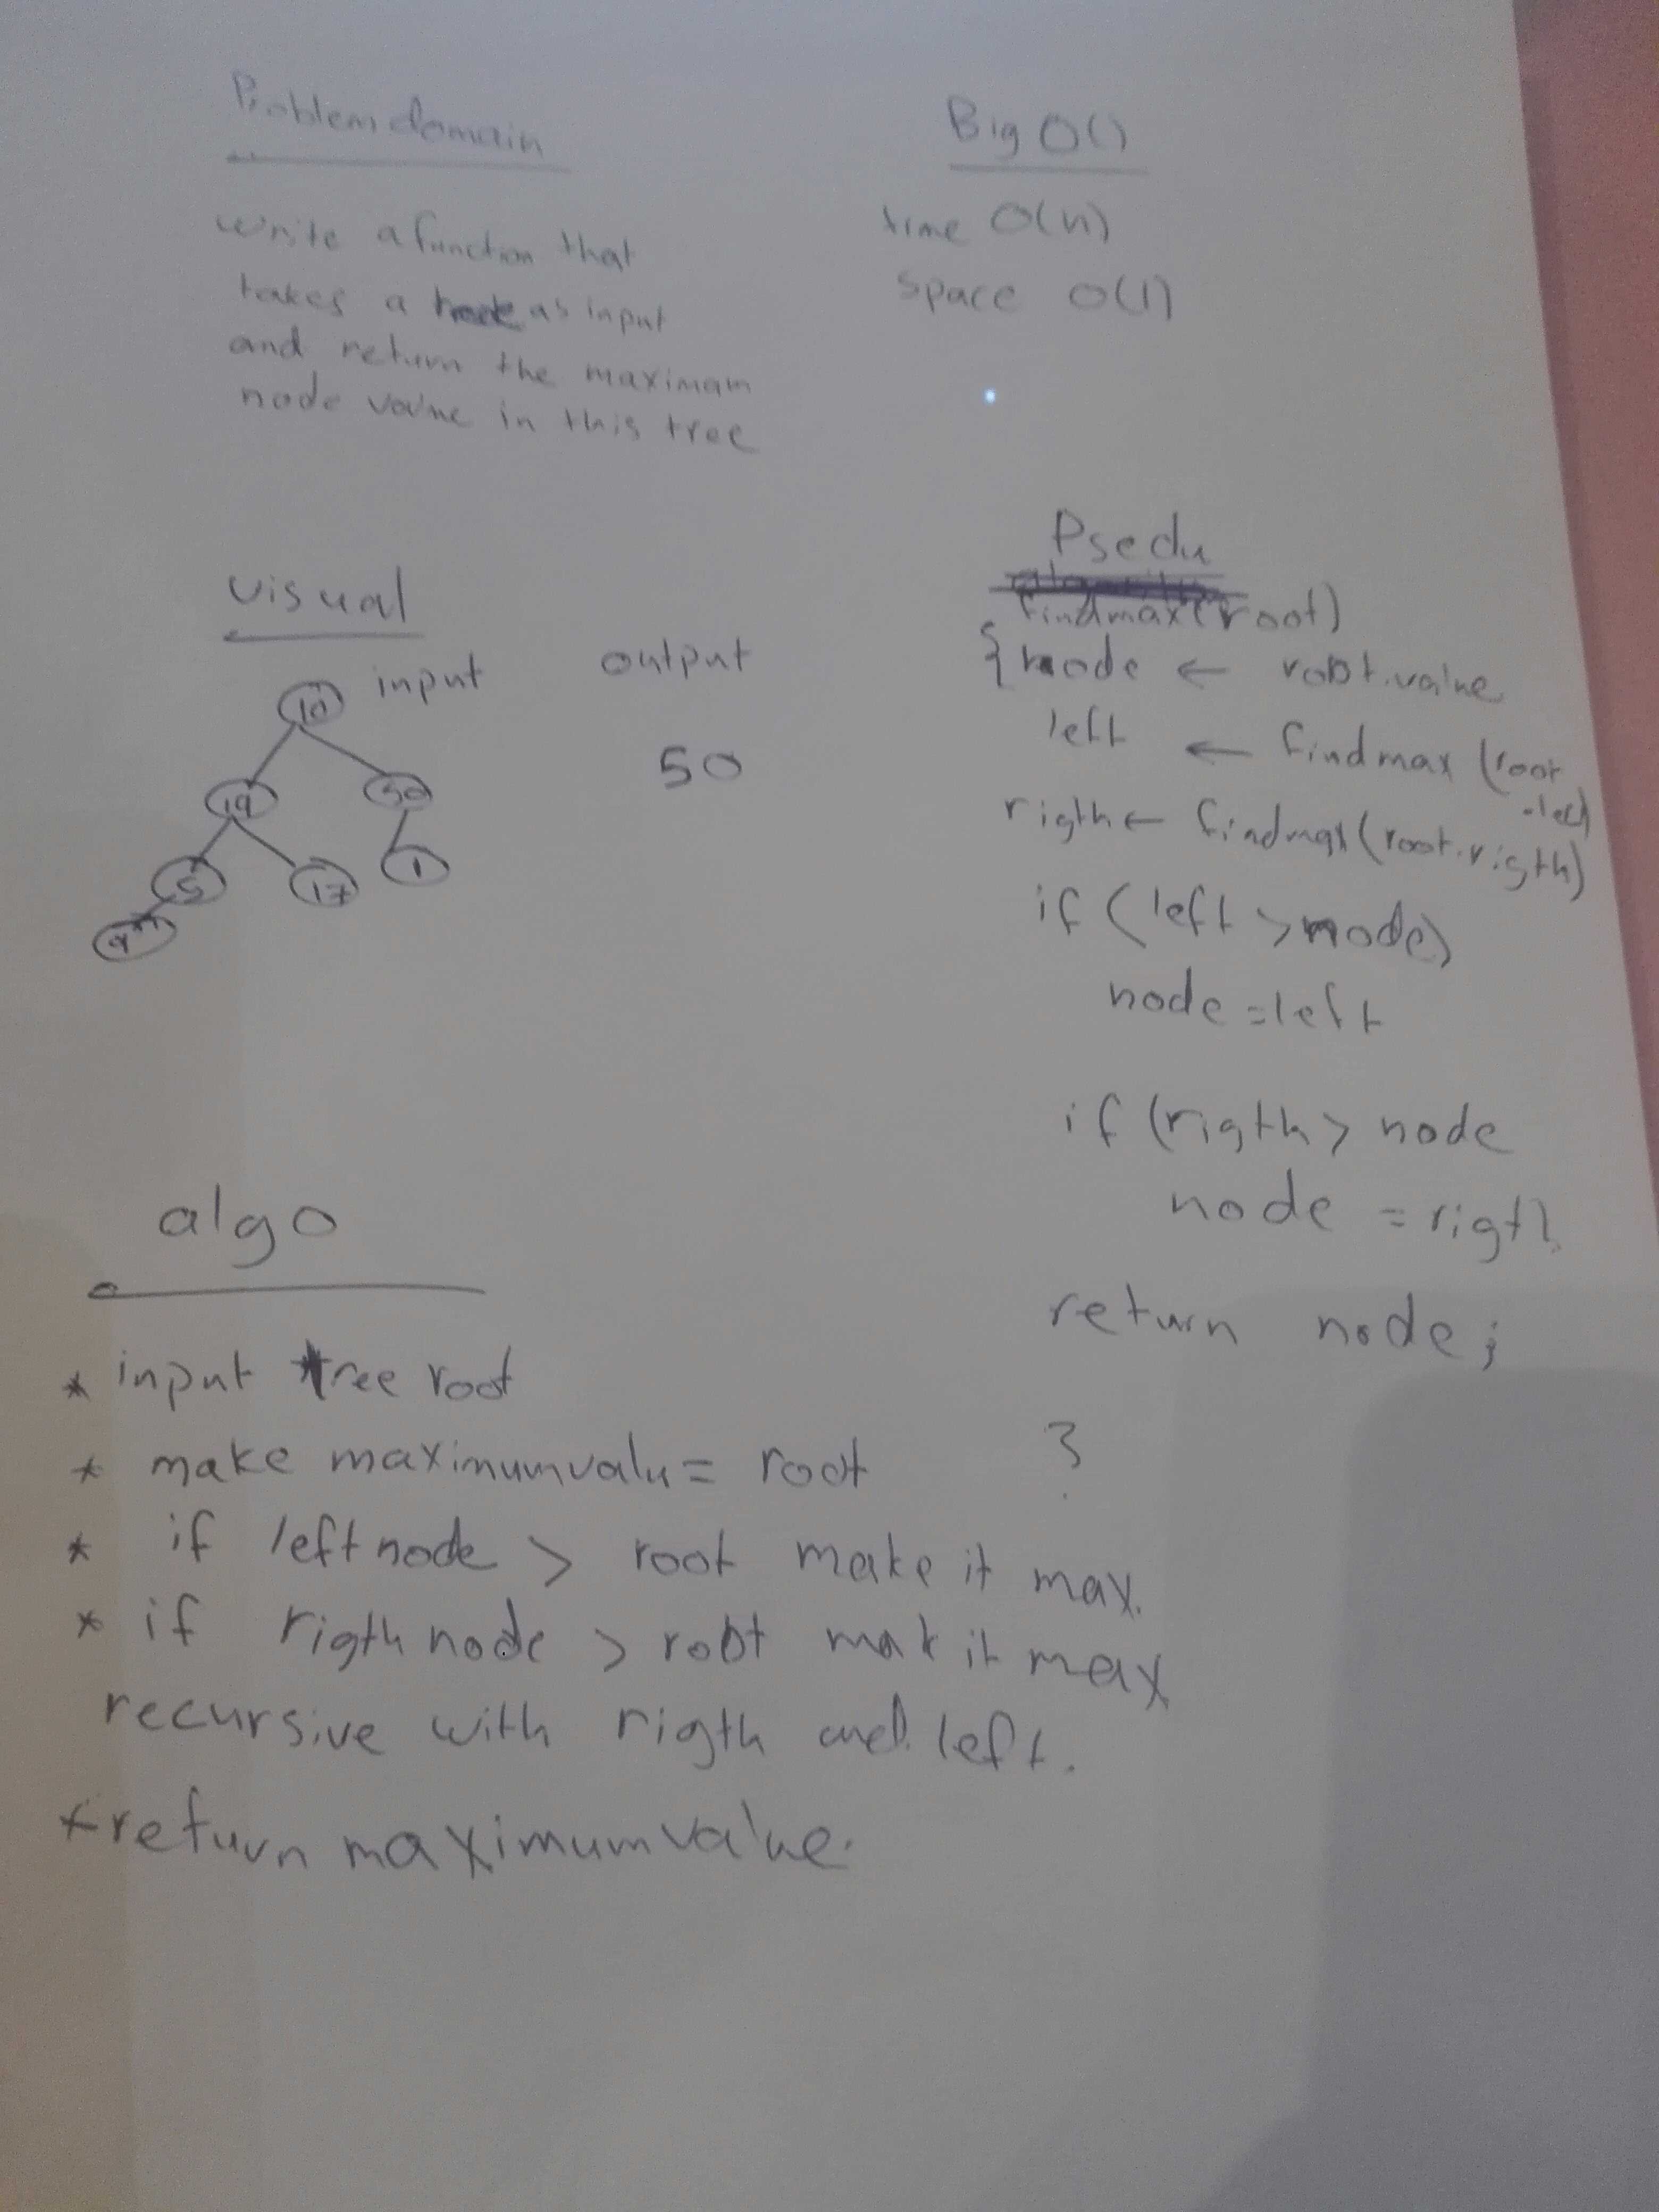 Problem domain
write a function that
takes a as input
and return the maximam
node value in this tree
Big O()
time O(n)
space O(1)
visual
input output
10
50
19 50
5 17 1
Psedu
findmax(root)
{ node ← root.value
left ← findmax (root
.left)
rigth ← findmax(root.rigth)
if (left > node)
node = left
if (rigth > node
node = rigth
return node;
}
algo
* input tree root
* make maximumvalu = root
* if left node > root make it max.
* if rigth node > root mak it max
recursive with rigth and left.
* return maximumvalue.